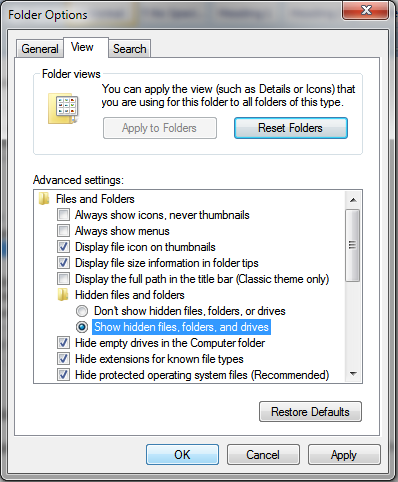 Folder Options
General
View
Search
Folder views
You can apply the view (such as Details or Icons) that
you are using for this folder to all folders of this type.
Apply to Folders
Reset Folders
Advanced settings:
Files and Folders
Always show icons, never thumbnails
Always show menus
Display file icon on thumbnails
Display file size information in folder tips
Display the full path in the title bar (Classic theme only)
Hidden files and folders
Don't show hidden files, folders, or drives
Show hidden files, folders, and drives
Hide empty drives in the Computer folder
Hide extensions for known file types
Hide protected operating system files (Recommended)
Restore Defaults
OK
Cancel
Apply